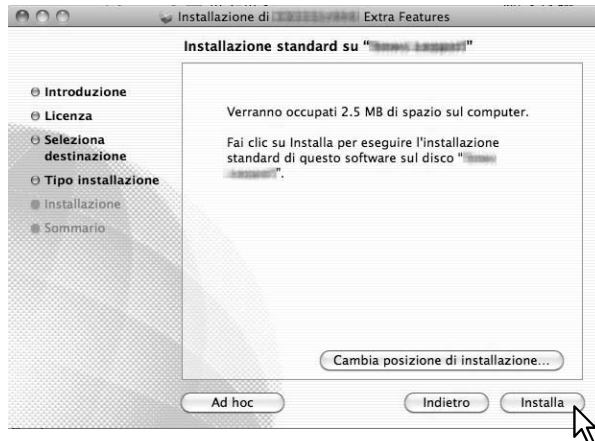 Installazione di Extra Features
Installazione standard su “ ”
Introduzione
Licenza
Seleziona
destinazione
Tipo installazione
Installazione
Sommario
Verranno occupati 2.5 MB di spazio sul computer.
Fai clic su Installa per eseguire l'installazione
standard di questo software sul disco "
".
Cambia posizione di installazione...
Ad hoc
Indietro
Installa